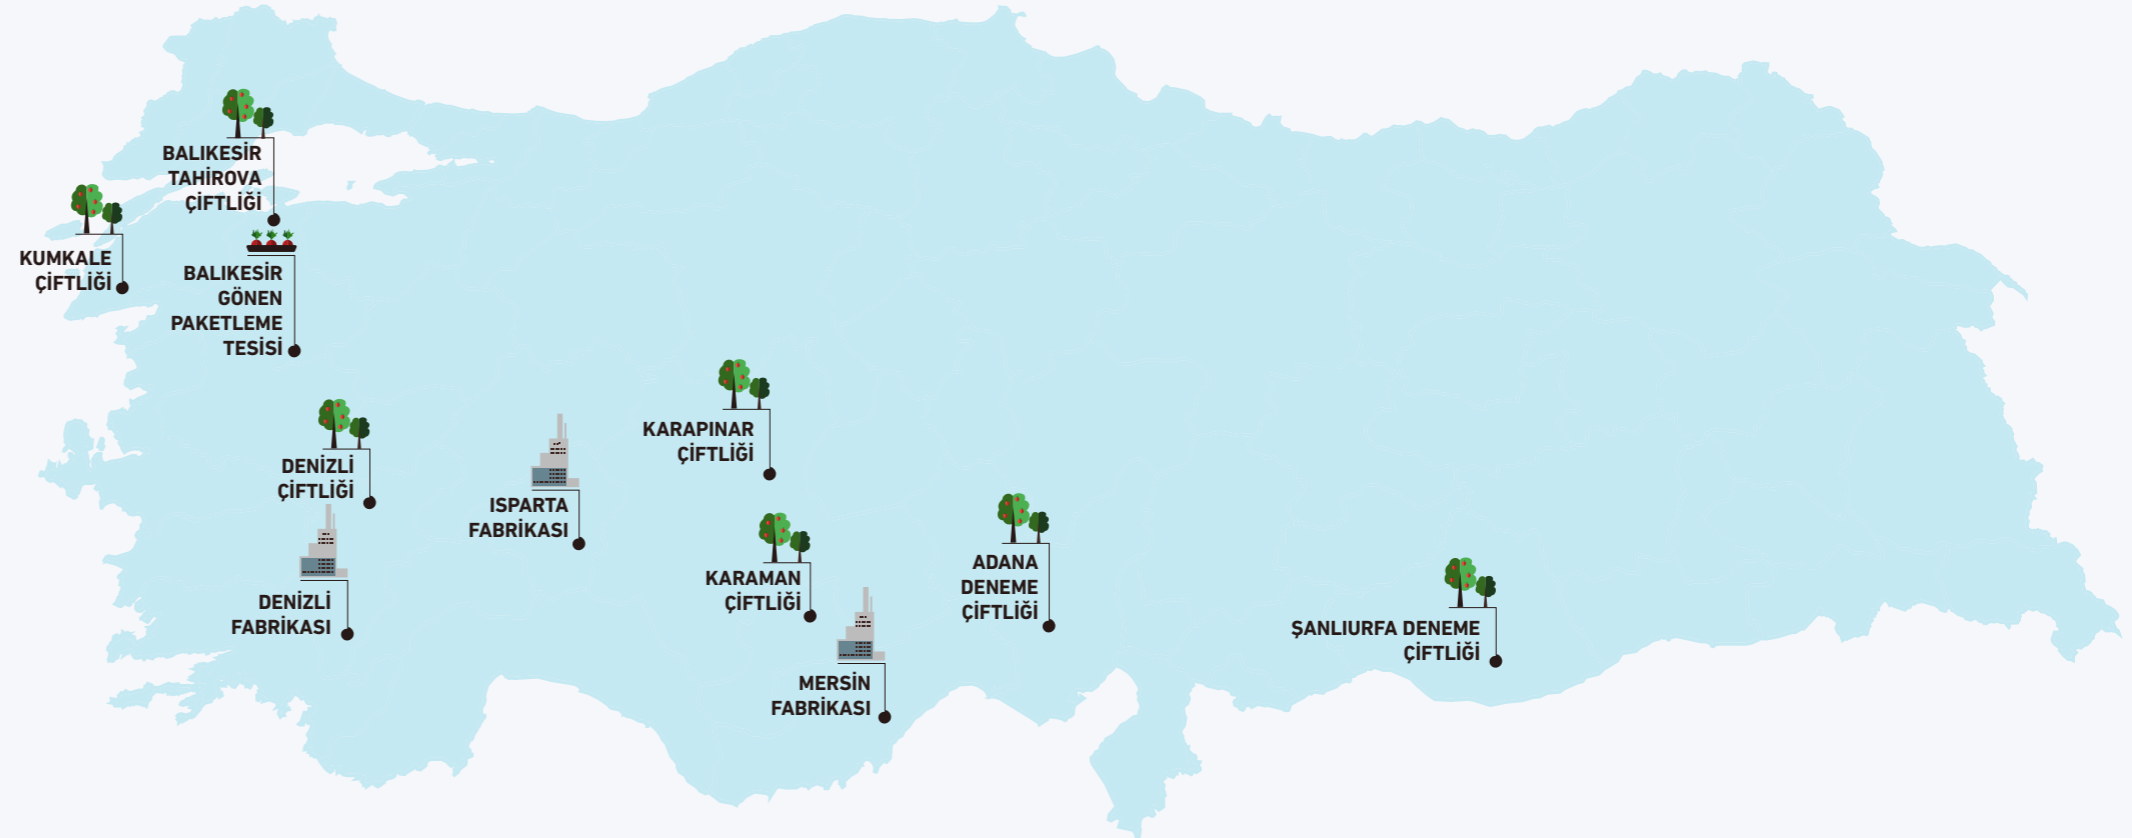 BALIKESİR
TAHİROVA
ÇİFTLİĞİ
KUMKALE
ÇİFTLİĞİ
BALIKESİR
GÖNEN
PAKETLEME
TESİSİ
DENİZLİ
ÇİFTLİĞİ
DENİZLİ
FABRİKASI
ISPARTA
FABRİKASI
KARAPINAR
ÇİFTLİĞİ
KARAMAN
ÇİFTLİĞİ
MERSİN
FABRİKASI
ADANA
DENEME
ÇİFTLİĞİ
ŞANLIURFA DENEME
ÇİFTLİĞİ